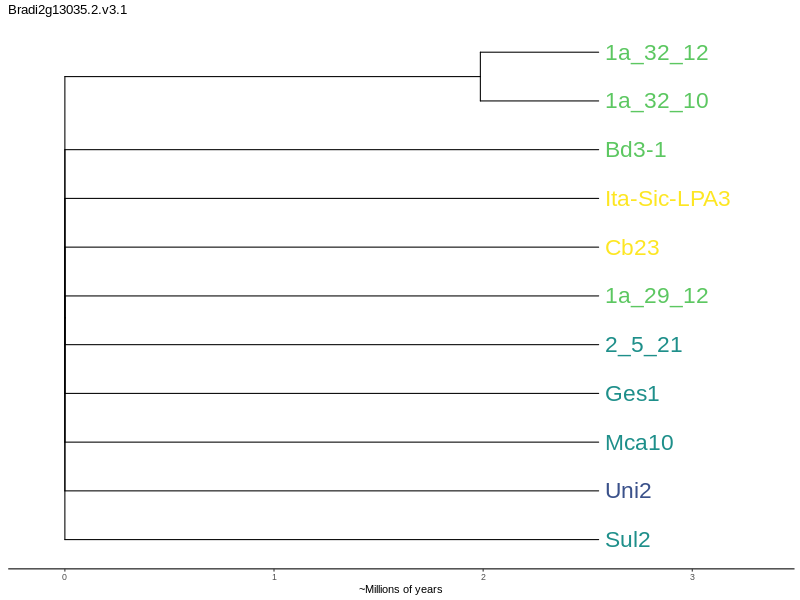 Bradi2g13035.2.v3.1
1a_32_12
1a_32_10
Bd3-1
Ita-Sic-LPA3
Cb23
1a_29_12
2_5_21
Ges1
Mca10
Uni2
Sul2
0 1 2 3
~Millions of years